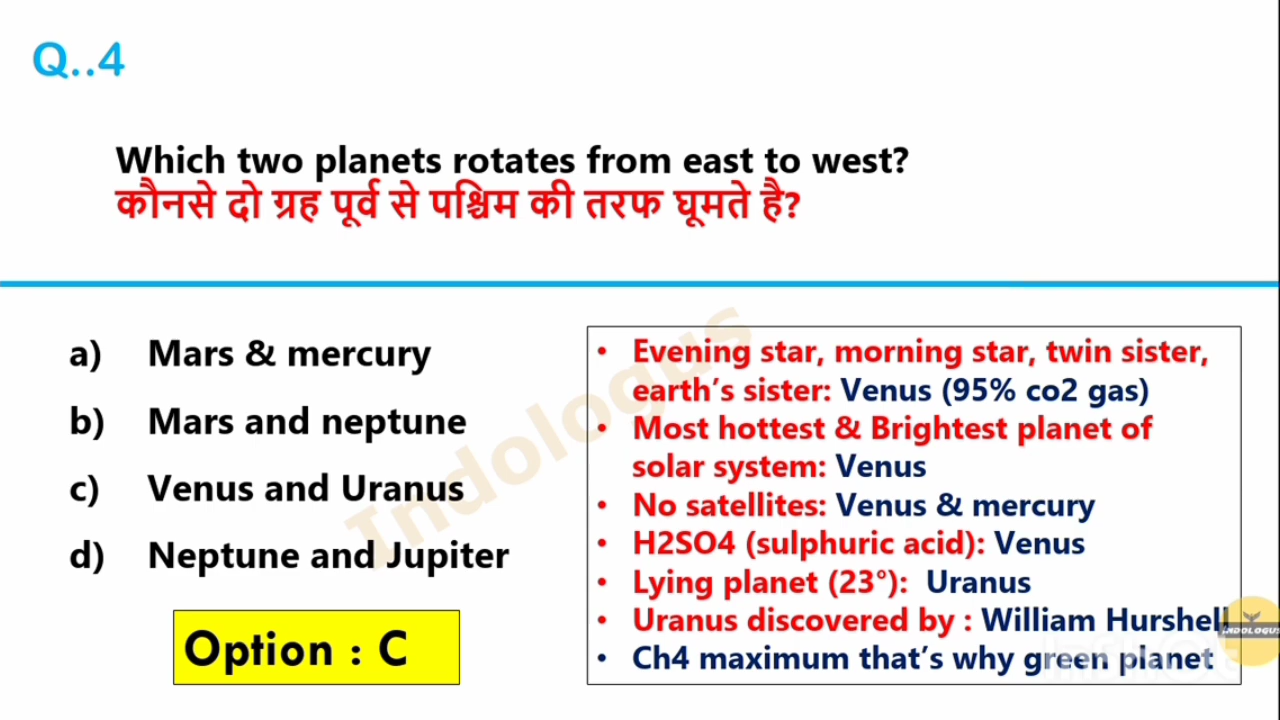 Q..4
Which two planets rotates from east to west?
कौनसे दो ग्रह पूर्व से पश्चिम की तरफ घूमते है?
a) Mars & mercury
b) Mars and neptune
c) Venus and Uranus
d) Neptune and Jupiter
Option : C
• Evening star, morning star, twin sister,
earth’s sister: Venus (95% co2 gas)
• Most hottest & Brightest planet of
solar system: Venus
• No satellites: Venus & mercury
• H2SO4 (sulphuric acid): Venus
• Lying planet (23°): Uranus
• Uranus discovered by : William Hurshell
• Ch4 maximum that’s why green planet
Indologus
INDOLOGUS